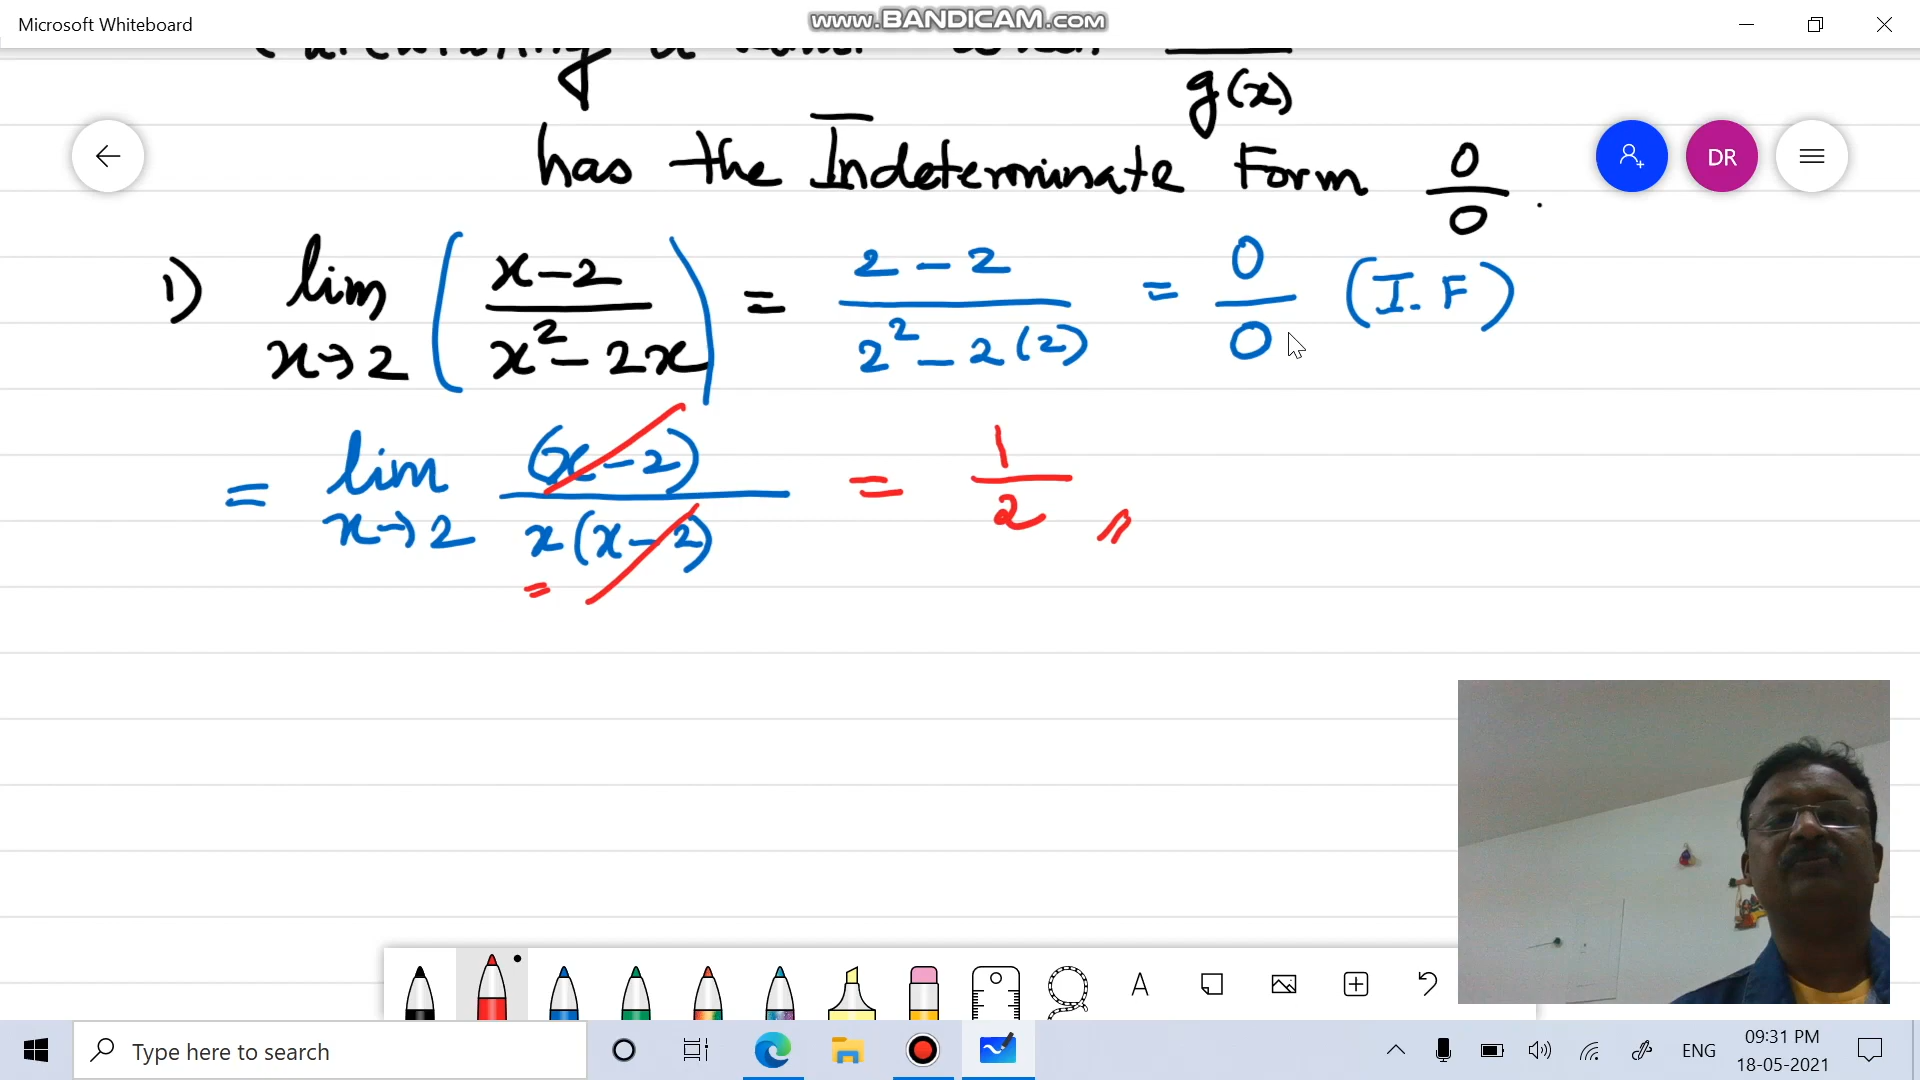 Microsoft Whiteboard
www.BANDICAM.com
g(x)
has the Indeterminate Form 0/0 .
DR
1) lim x→2 ( (x-2)/(x²-2x) ) = (2-2)/(2²-2(2)) = 0/0 (I.F)
= lim x→2 (x-2)/(x(x-2)) = 1/2 //
=
A
Type here to search
ENG
09:31 PM
18-05-2021